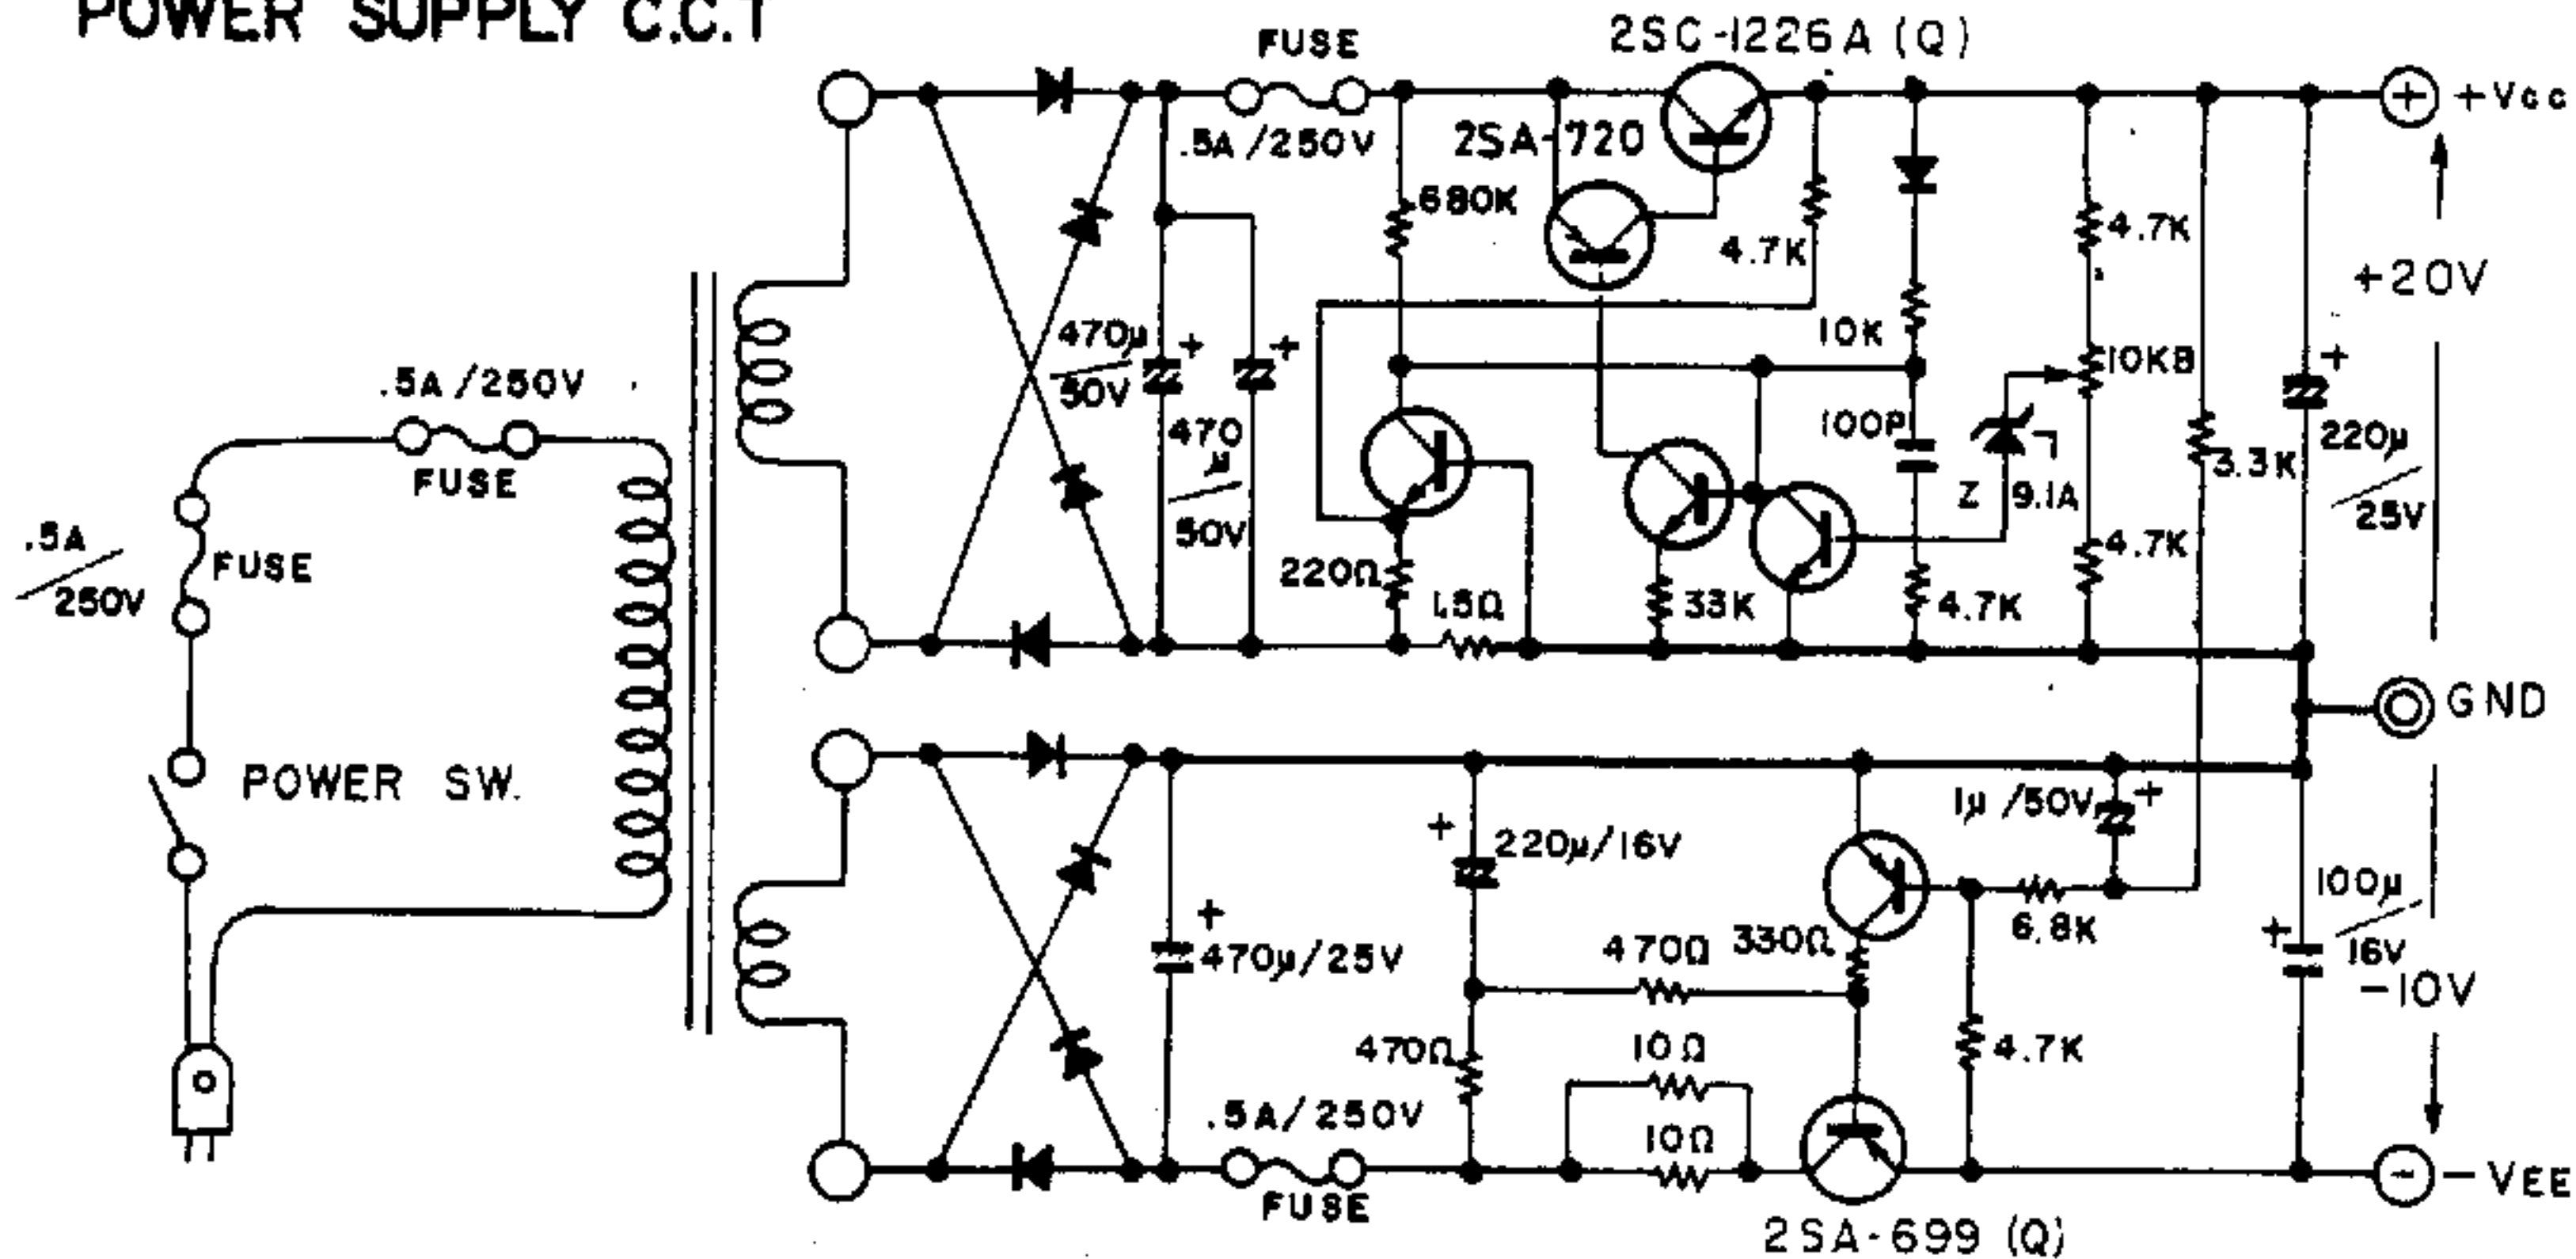 POWER SUPPLY C.C.T
FUSE
.5A/250V
2SC-1226A (Q)
2SA-720
+Vcc
680K
4.7K
4.7K
+20V
10K
10KB
470µ
50V
470
µ
50V
100P
Z 9.1A
3.3K
220µ
25V
.5A/250V
FUSE
.5A
250V
FUSE
220Ω
1.5Ω
33K
4.7K
4.7K
GND
POWER SW.
1µ/50V
+
220µ/16V
+
470µ/25V
470Ω
330Ω
6.8K
100µ
16V
-10V
470Ω
10Ω
10Ω
4.7K
.5A/250V
FUSE
2SA-699 (Q)
-VEE